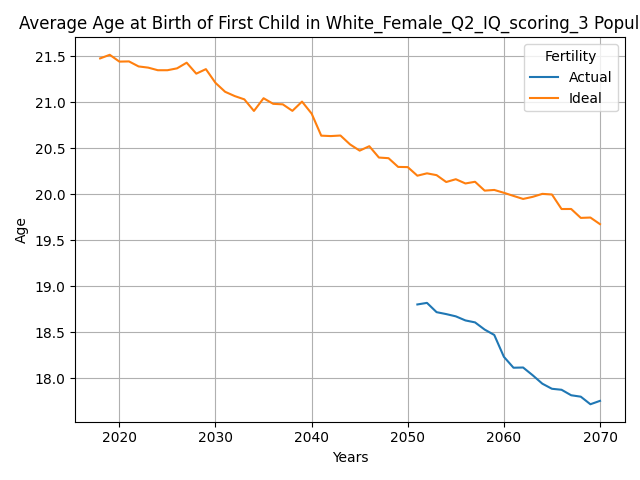 Average Age at Birth of First Child in White_Female_Q2_IQ_scoring_3 Popul
Fertility
Actual
Ideal
21.5
21.0
20.5
20.0
19.5
19.0
18.5
18.0
Age
2020 2030 2040 2050 2060 2070
Years